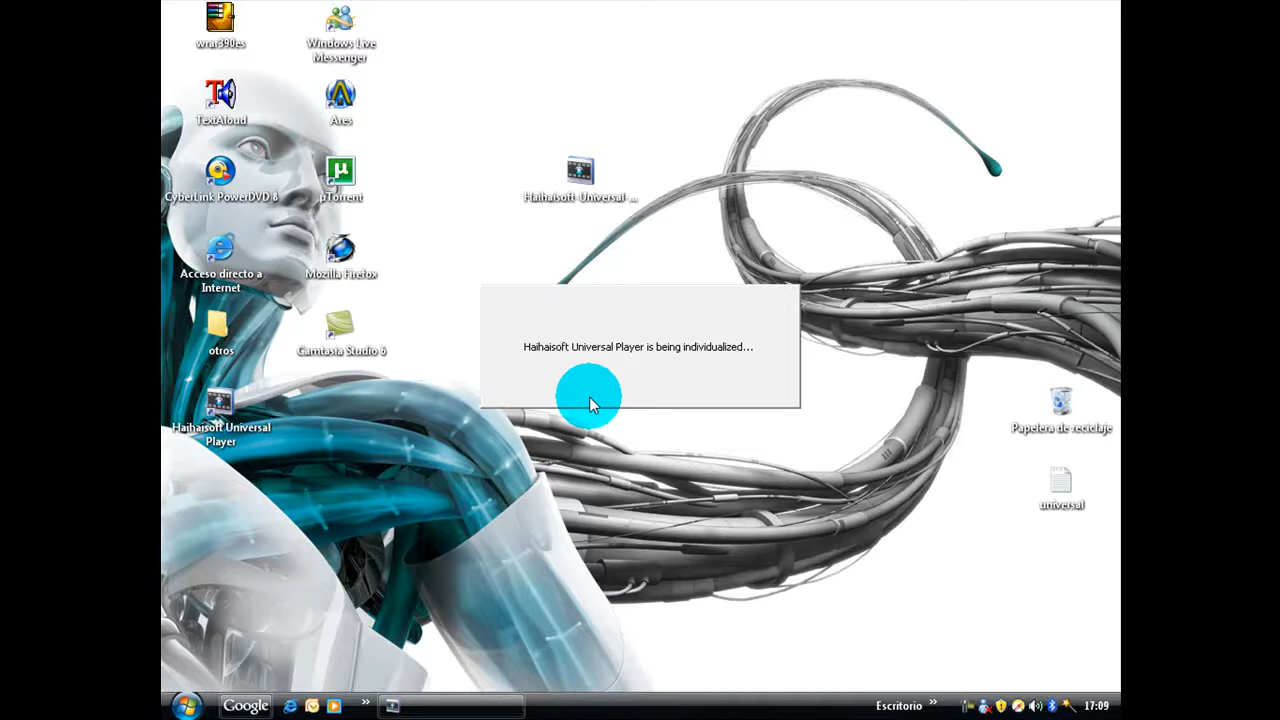 wrar390es
Windows Live
Messenger
TextAloud
Ares
CyberLink PowerDVD 8
µTorrent
Haihaisoft-Universal-...
Acceso directo a
Internet
Mozilla Firefox
otros
Camtasia Studio 6
Haihaisoft Universal Player is being individualized...
Haihaisoft Universal
Player
Papelera de reciclaje
universal
Google
Escritorio
17:09